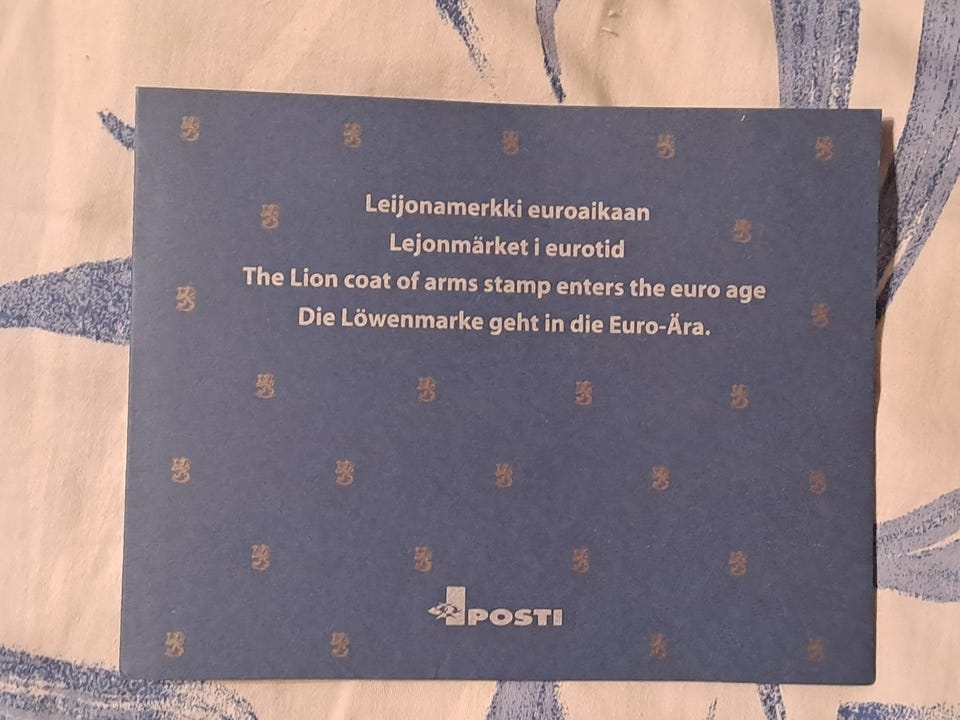 Leijonamerkki euroaikaan
Lejonmärket i eurotid
The Lion coat of arms stamp enters the euro age
Die Löwenmarke geht in die Euro-Ära.
POSTI